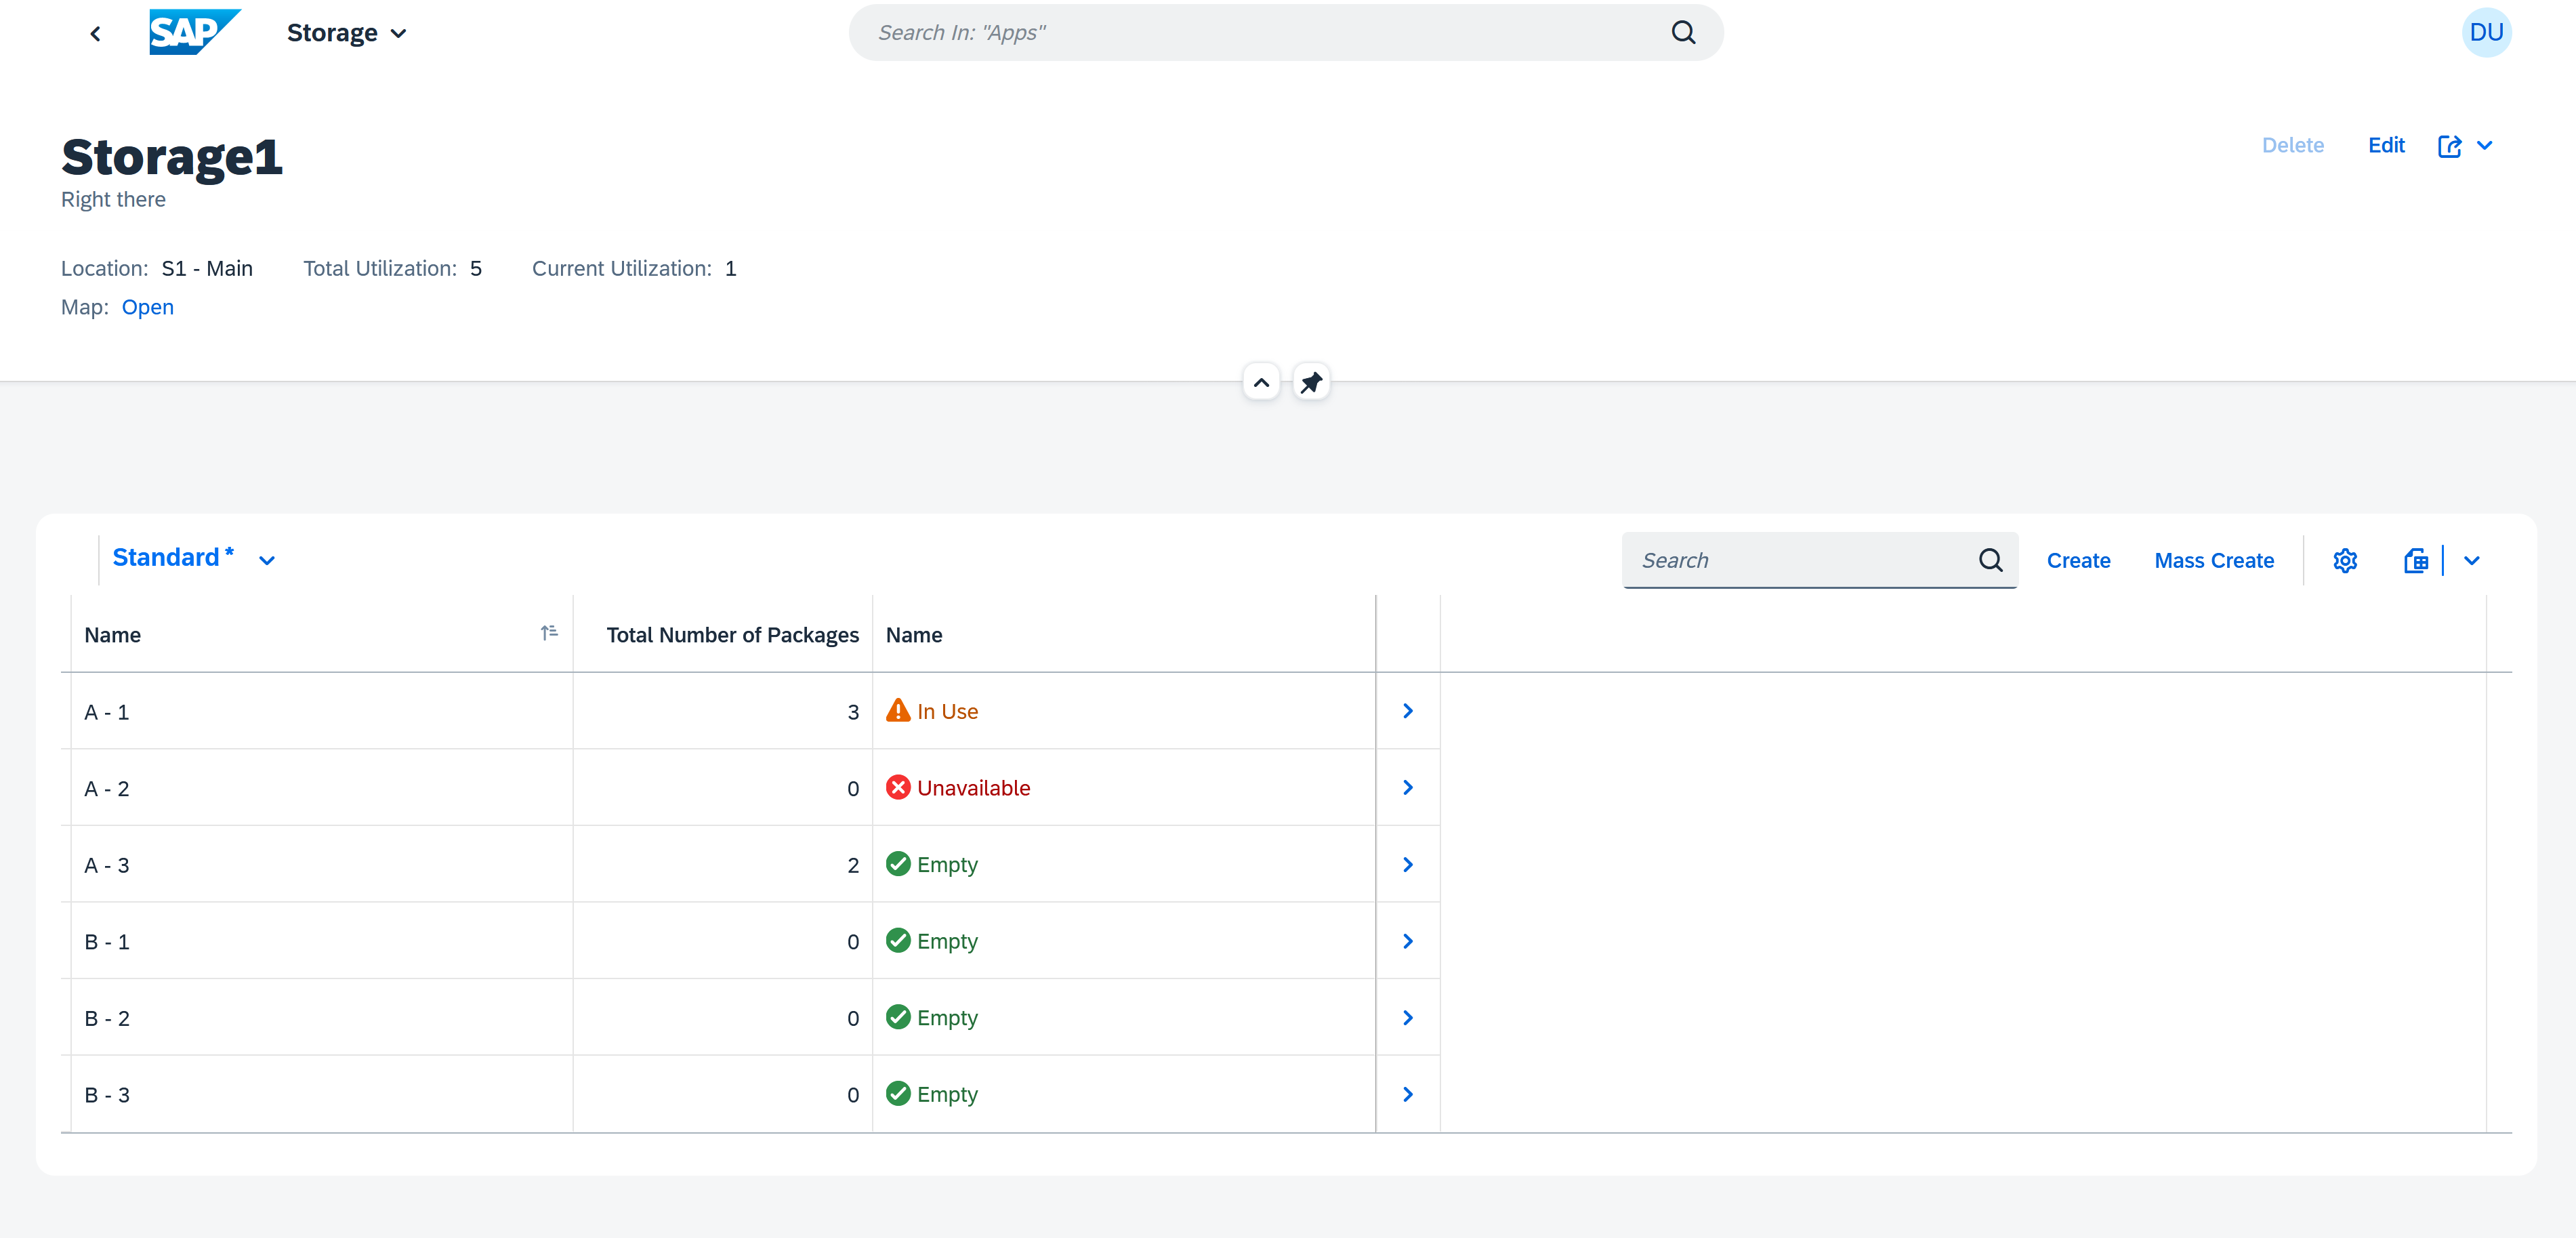 SAP Storage Search In: "Apps" DU
Storage1 Delete Edit
Right there
Location: S1 - Main Total Utilization: 5 Current Utilization: 1
Map: Open
Standard * Search Create Mass Create
Name Total Number of Packages Name
A - 1 3 In Use
A - 2 0 Unavailable
A - 3 2 Empty
B - 1 0 Empty
B - 2 0 Empty
B - 3 0 Empty